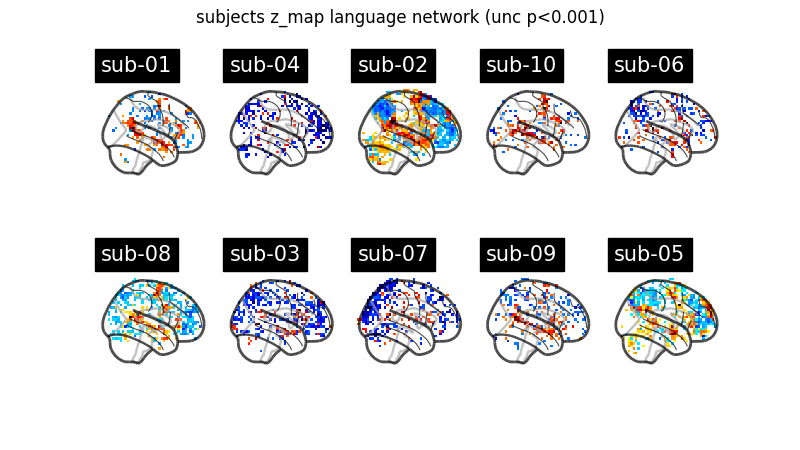 subjects z_map language network (unc p<0.001)
sub-01
sub-04
sub-02
sub-10
sub-06
sub-08
sub-03
sub-07
sub-09
sub-05